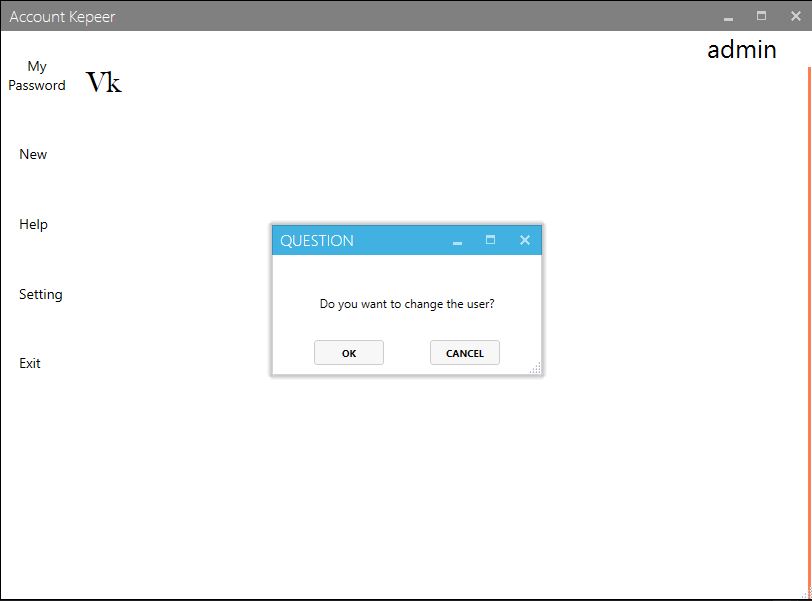 Account Kepeer
admin
My
Password
Vk
New
Help
Setting
Exit
QUESTION
Do you want to change the user?
OK
CANCEL